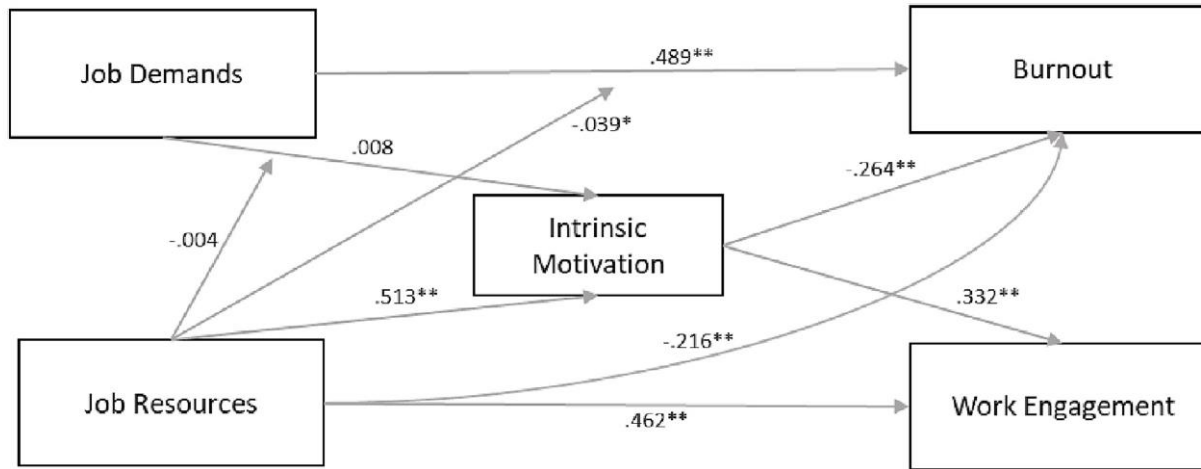 Job Demands
.489**
Burnout
-.039*
.008
-.264**
Intrinsic
Motivation
-.004
.513**
.332**
-.216**
Job Resources
.462**
Work Engagement